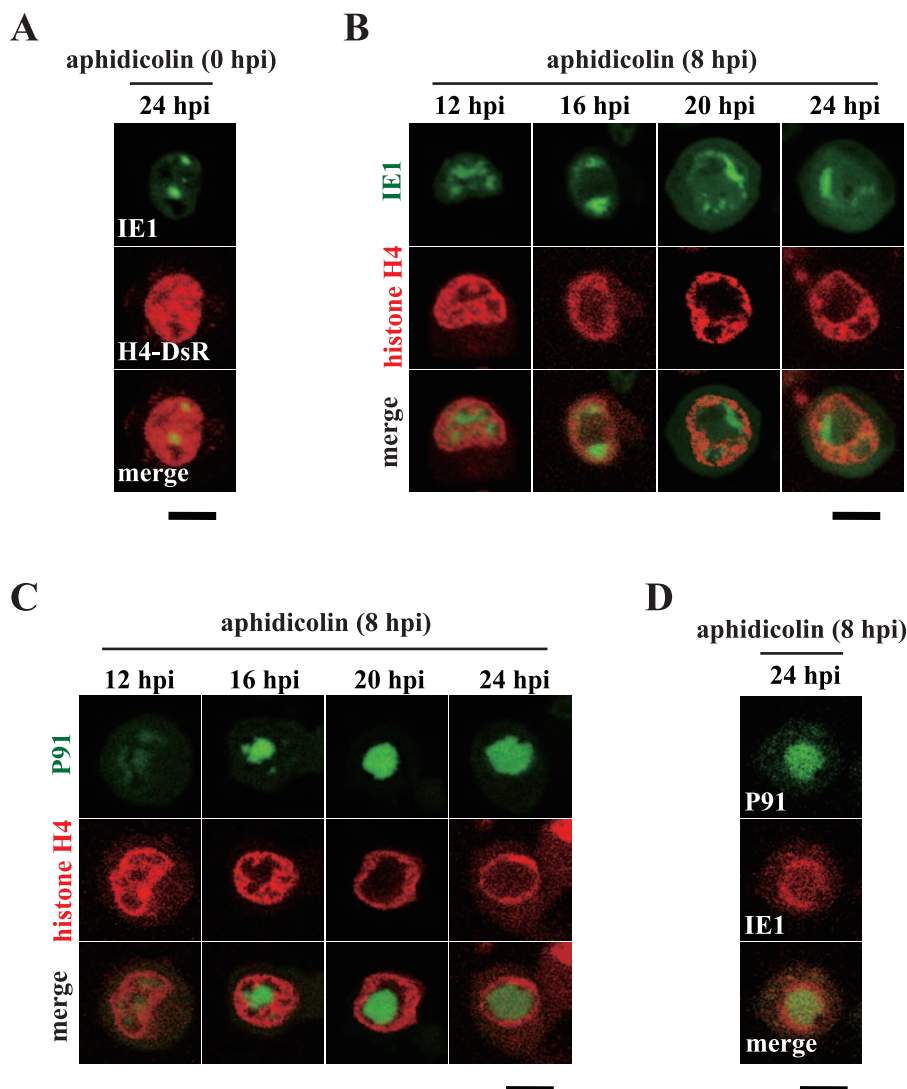 A
aphidicolin (0 hpi)
24 hpi
IE1
H4-DsR
merge
B
aphidicolin (8 hpi)
12 hpi 16 hpi 20 hpi 24 hpi
IE1
histone H4
merge
C
aphidicolin (8 hpi)
12 hpi 16 hpi 20 hpi 24 hpi
P91
histone H4
merge
D
aphidicolin (8 hpi)
24 hpi
P91
IE1
merge